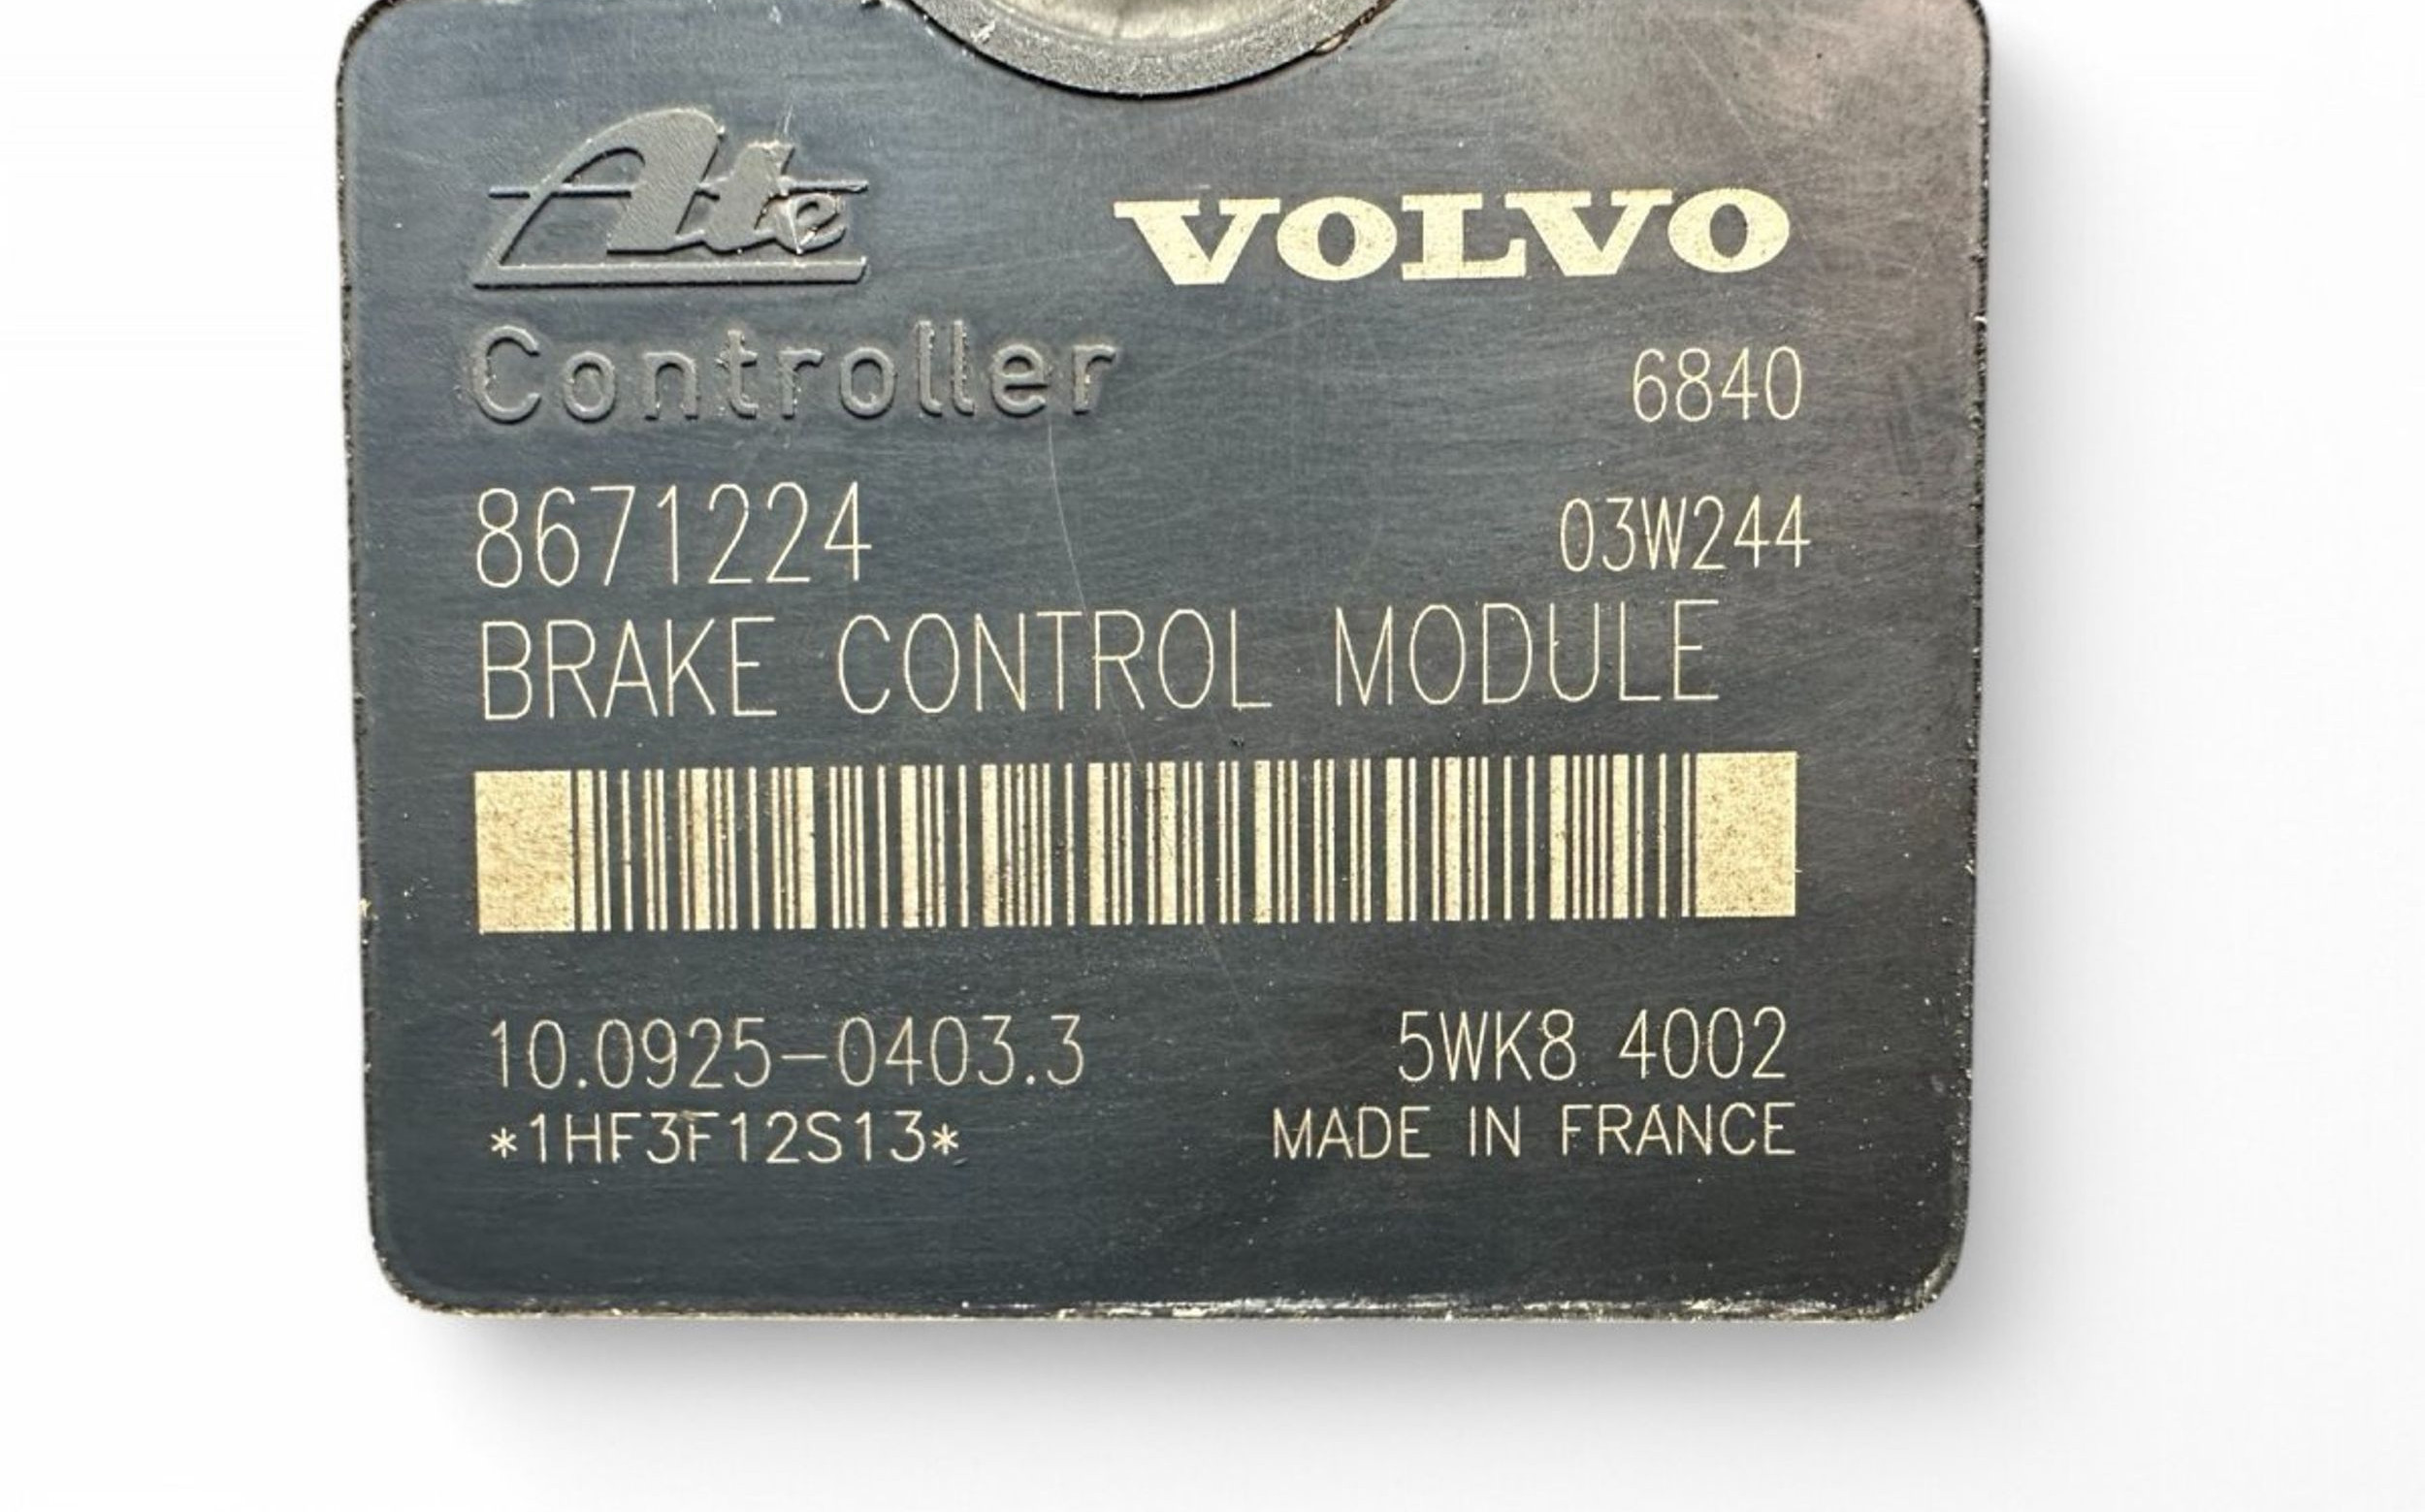 Ate VOLVO
Controller 6840
8671224 03W244
BRAKE CONTROL MODULE
10.0925-0403.3 5WK8 4002
*1HF3F12S13* MADE IN FRANCE